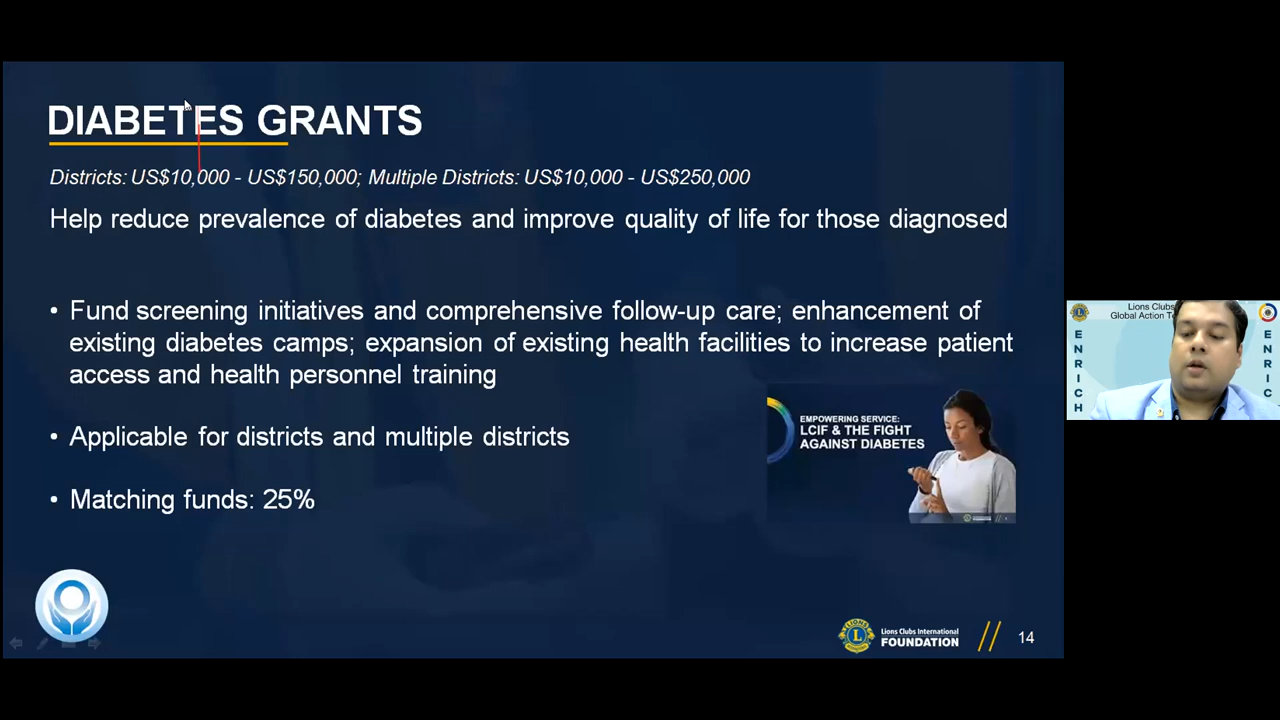 DIABETES GRANTS
Districts: US$10,000 - US$150,000; Multiple Districts: US$10,000 - US$250,000
Help reduce prevalence of diabetes and improve quality of life for those diagnosed
• Fund screening initiatives and comprehensive follow-up care; enhancement of
existing diabetes camps; expansion of existing health facilities to increase patient
access and health personnel training
• Applicable for districts and multiple districts
• Matching funds: 25%
EMPOWERING SERVICE:
LCIF & THE FIGHT
AGAINST DIABETES
LIONS
L
Lions Clubs International
FOUNDATION
// 14
Lions Clubs
Global Action
ENRICH
ENRICH